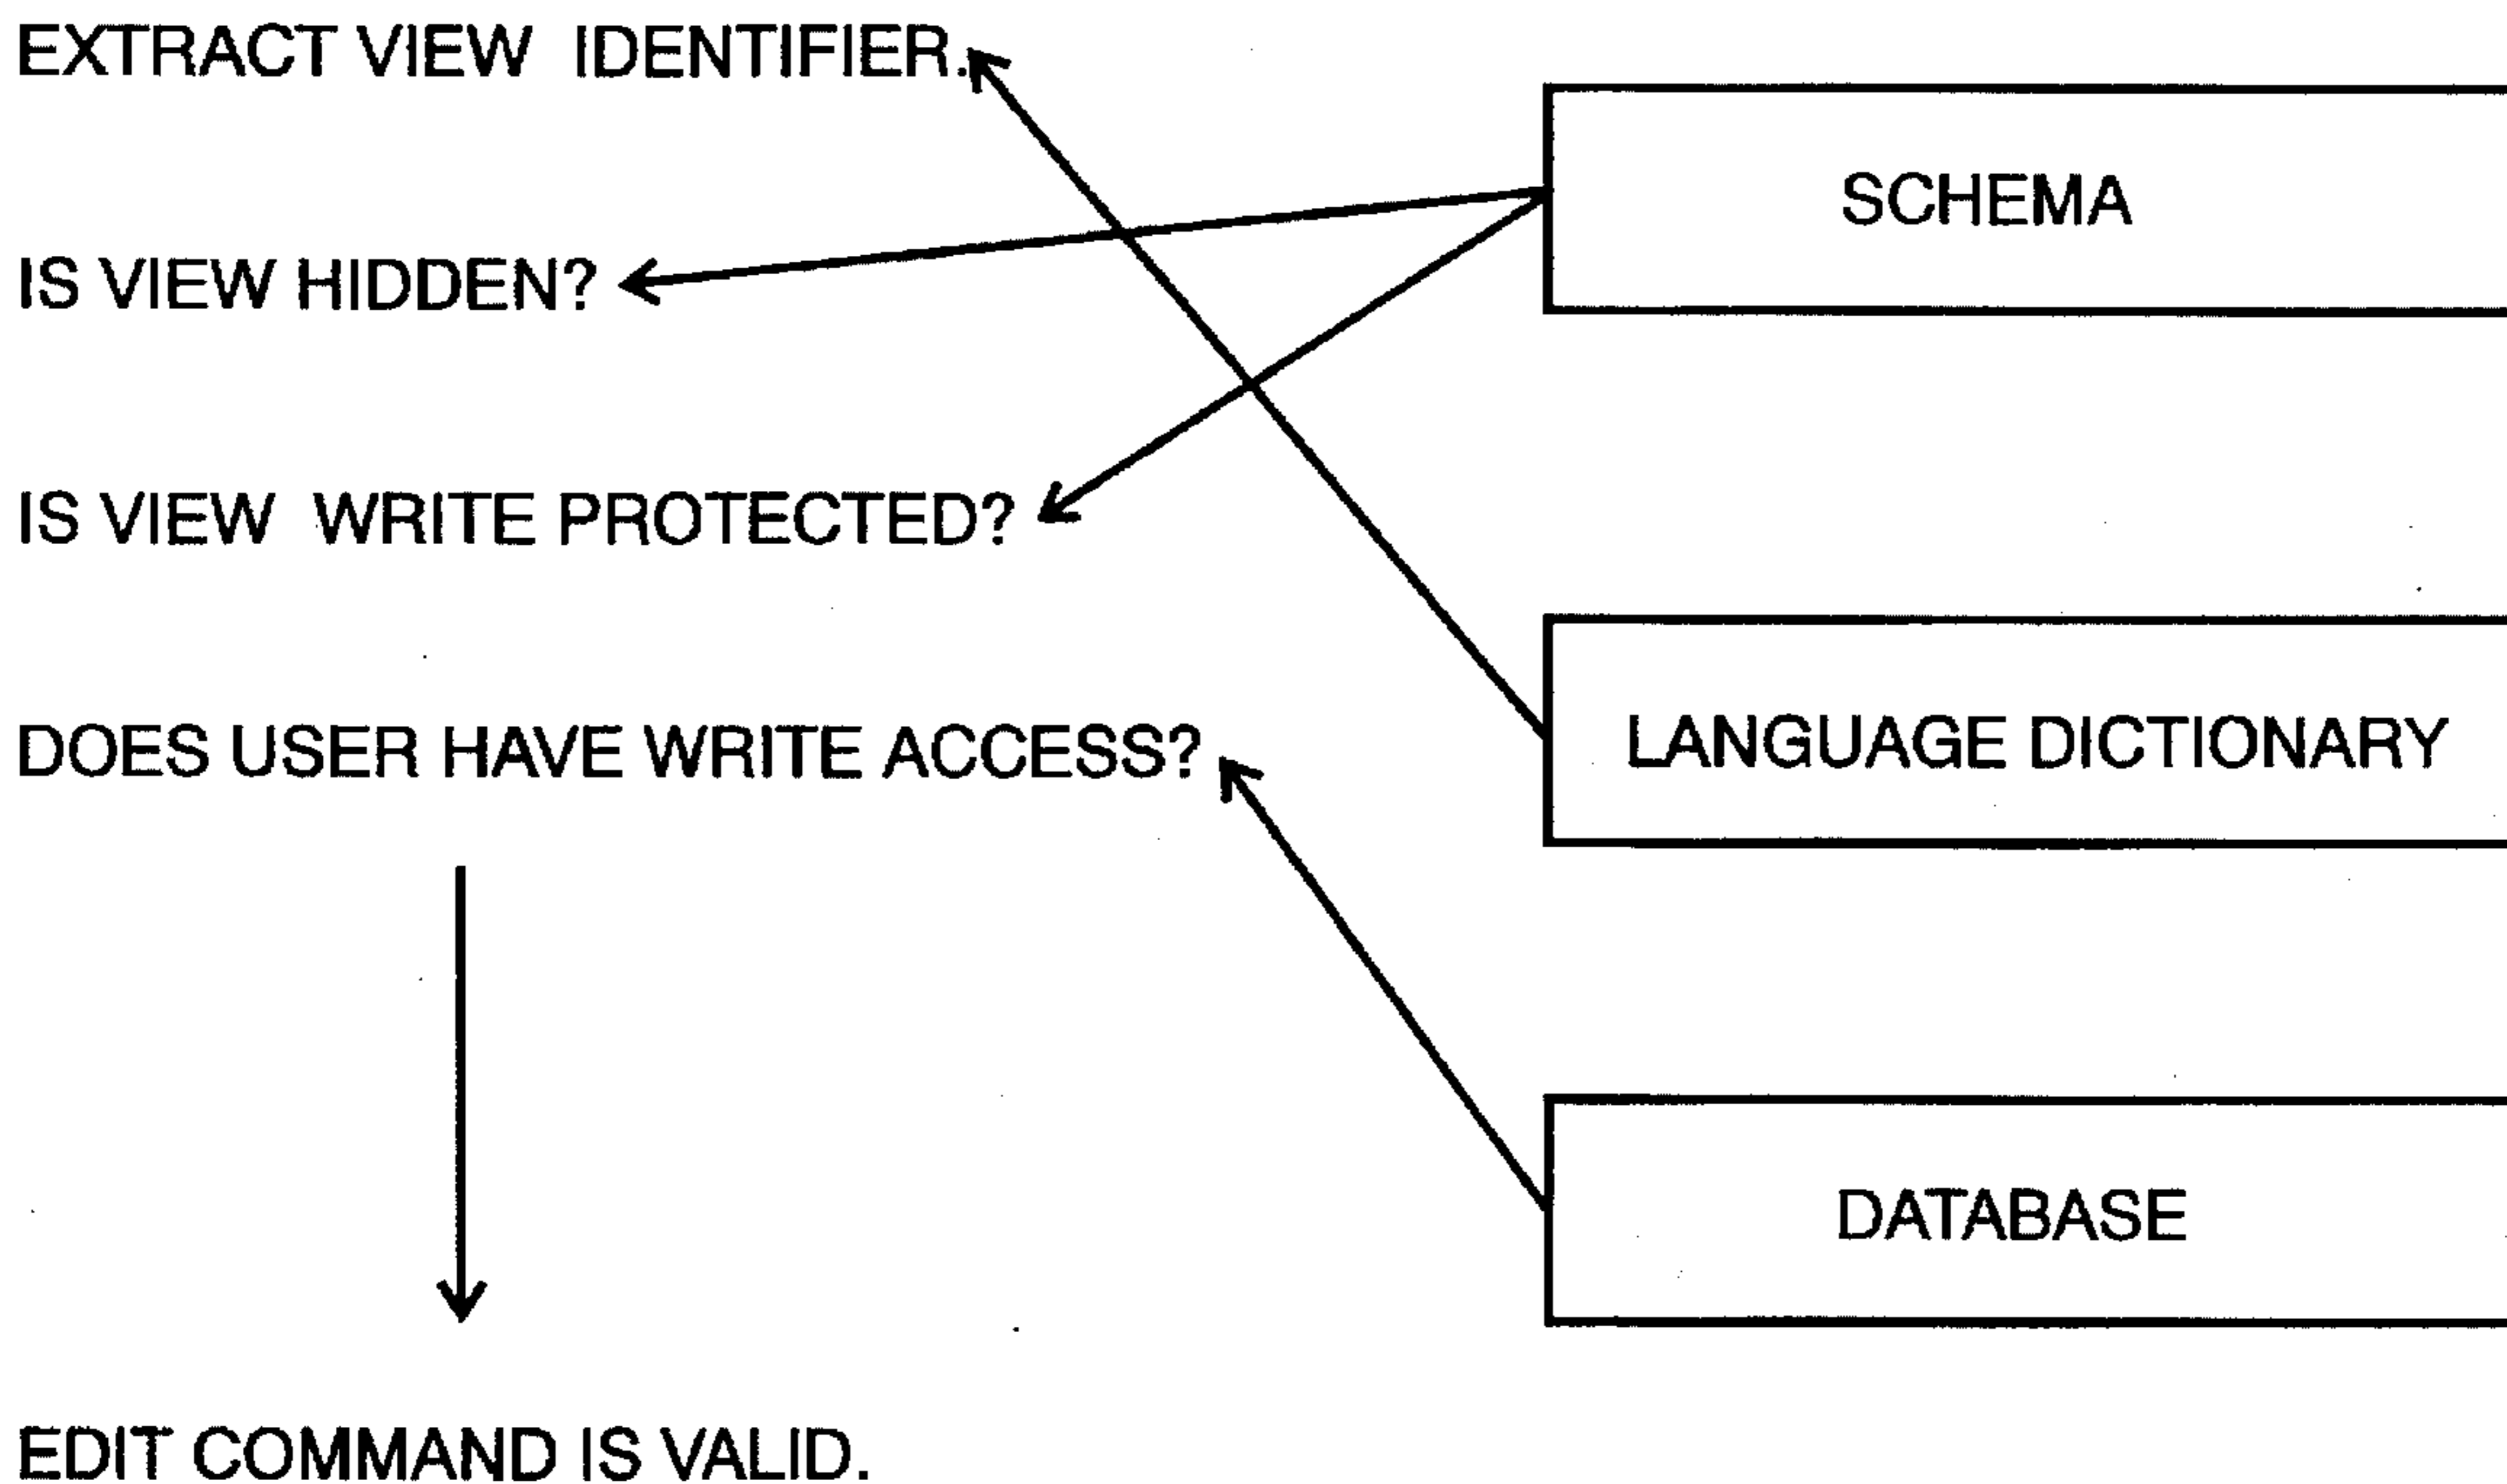 EXTRACT VIEW IDENTIFIER.
SCHEMA
IS VIEW HIDDEN?
IS VIEW WRITE PROTECTED?
LANGUAGE DICTIONARY
DOES USER HAVE WRITE ACCESS?
DATABASE
EDIT COMMAND IS VALID.